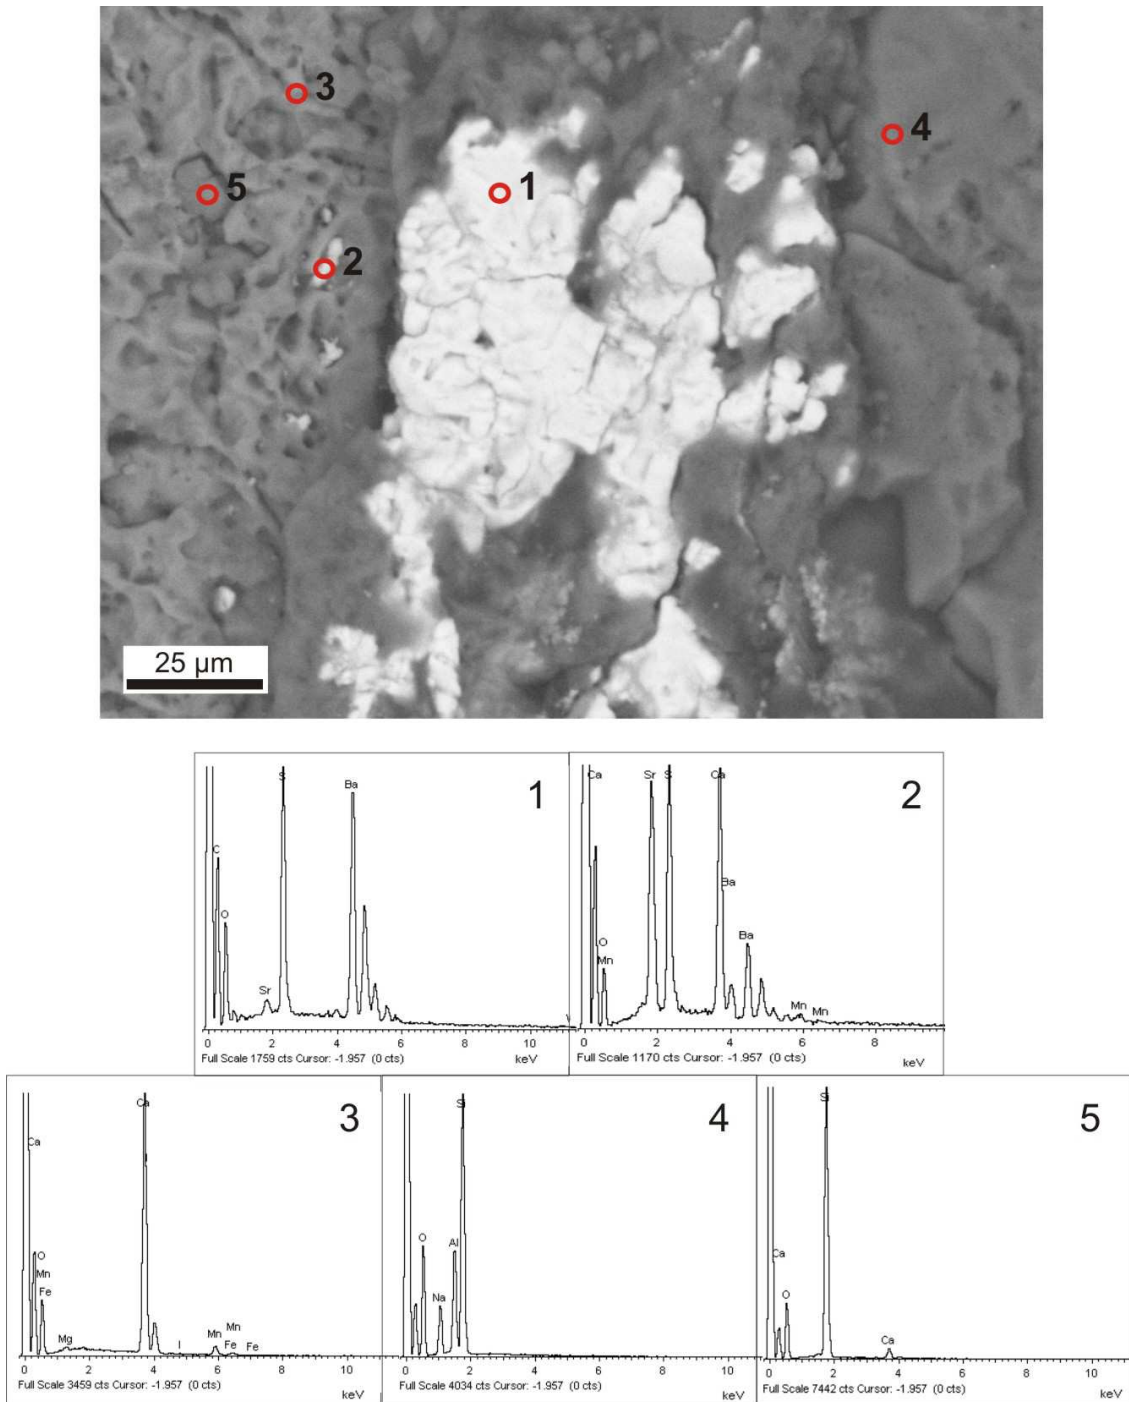 3
4
5
1
2
25 µm
1
S
Ba
C
O
Sr
0 2 4 6 8 10
Full Scale 1759 cts Cursor: -1.957 (0 cts)
keV
2
Ca
Sr
S
Ca
Ba
O
Mn
Ba
Mn
Mn
0 2 4 6 8
Full Scale 1170 cts Cursor: -1.957 (0 cts)
keV
3
Ca
Ca
O
Mn
Fe
Mg
I
Mn
Mn
Fe
Fe
0 2 4 6 8 10
Full Scale 3459 cts Cursor: -1.957 (0 cts)
keV
4
Si
O
Al
Na
0 2 4 6 8 10
Full Scale 4034 cts Cursor: -1.957 (0 cts)
keV
5
Si
Ca
O
Ca
0 2 4 6 8 10
Full Scale 7442 cts Cursor: -1.957 (0 cts)
keV